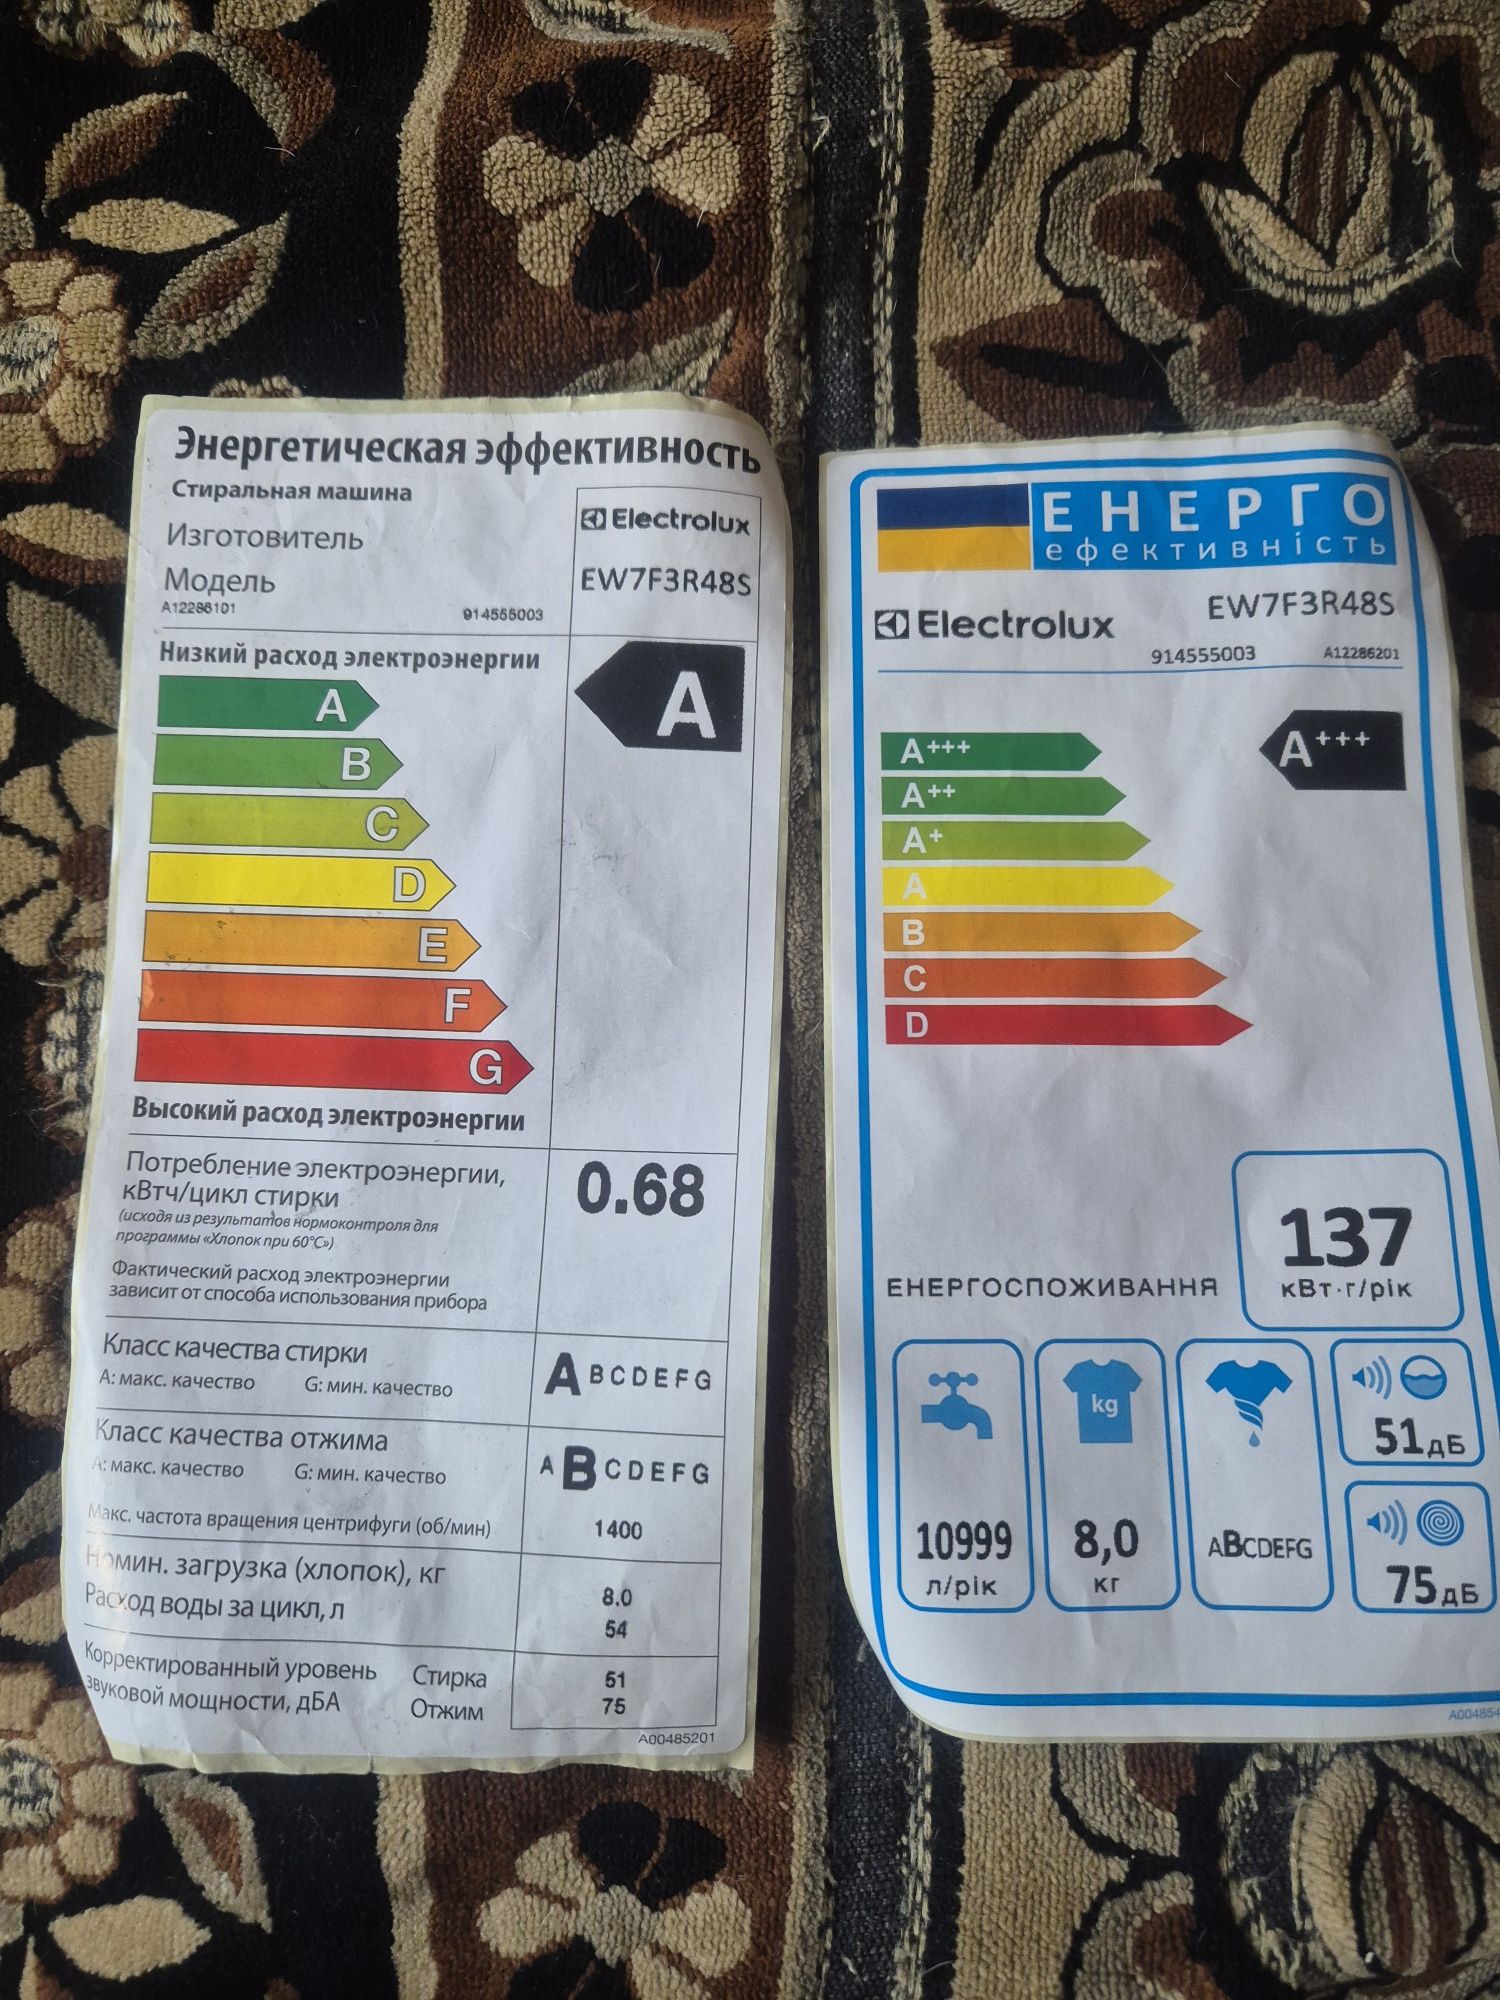 Энергетическая эффективность
Стиральная машина
Изготовитель
Electrolux
Модель
EW7F3R48S
A12286101
914555003
Низкий расход электроэнергии
A
A
B
C
D
E
F
G
Высокий расход электроэнергии
Потребление электроэнергии,
кВтч/цикл стирки
0.68
(исходя из результатов нормоконтроля для
программы «Хлопок при 60°C»)
Фактический расход электроэнергии
зависит от способа использования прибора
Класс качества стирки
A: макс. качество G: мин. качество
A B C D E F G
Класс качества отжима
A: макс. качество G: мин. качество
A B C D E F G
Макс. частота вращения центрифуги (об/мин)
1400
Номин. загрузка (хлопок), кг
8.0
Расход воды за цикл, л
54
Корректированный уровень
звуковой мощности, дБА
Стирка
51
Отжим
75
A00485201
ЕНЕРГО
ефективність
Electrolux
EW7F3R48S
914555003
A12286201
A+++
A+++
A++
A+
A
B
C
D
ЕНЕРГОСПОЖИВАННЯ
137
кВт·г/рік
10999
л/рік
kg
8,0
кг
ABCDEFG
51дБ
75дБ
A004854